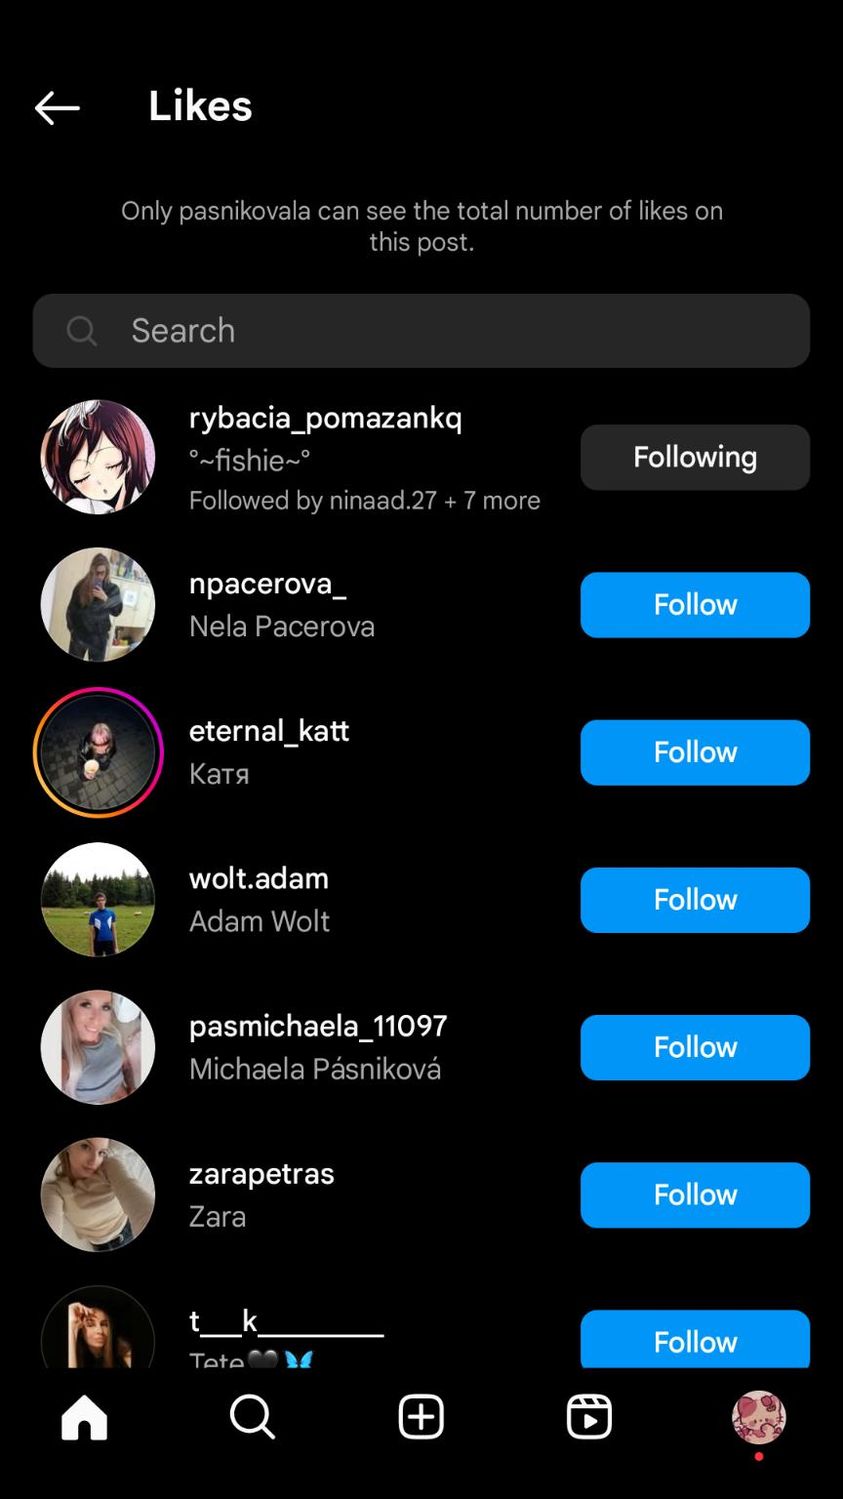 Likes
Only pasnikovala can see the total number of likes on
this post.
Search
rybacia_pomazankq
°~fishie~°
Followed by ninaad.27 + 7 more
Following
npacerova_
Nela Pacerova
Follow
eternal_katt
Катя
Follow
wolt.adam
Adam Wolt
Follow
pasmichaela_11097
Michaela Pásniková
Follow
zarapetras
Zara
Follow
t___k_________
Tete🖤🦋
Follow